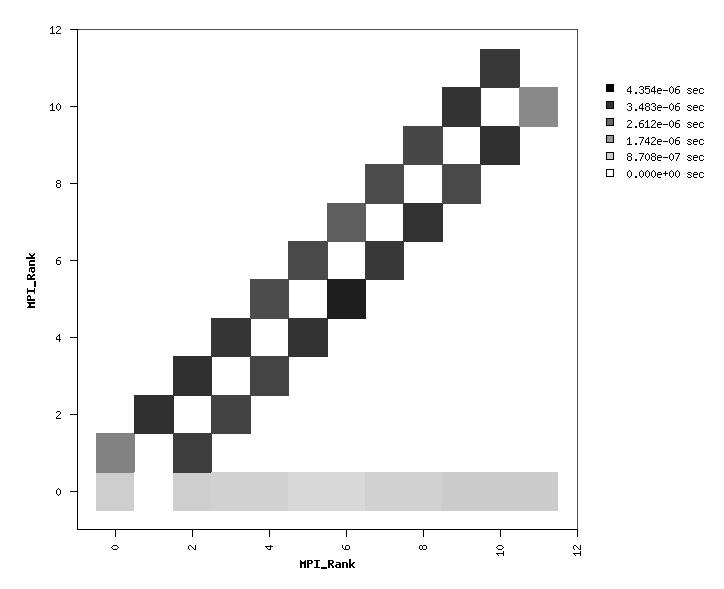 12
10
8
6
4
2
0
MPI_Rank
0
2
4
6
8
10
12
MPI_Rank
4.354e-06 sec
3.483e-06 sec
2.612e-06 sec
1.742e-06 sec
8.708e-07 sec
0.000e+00 sec